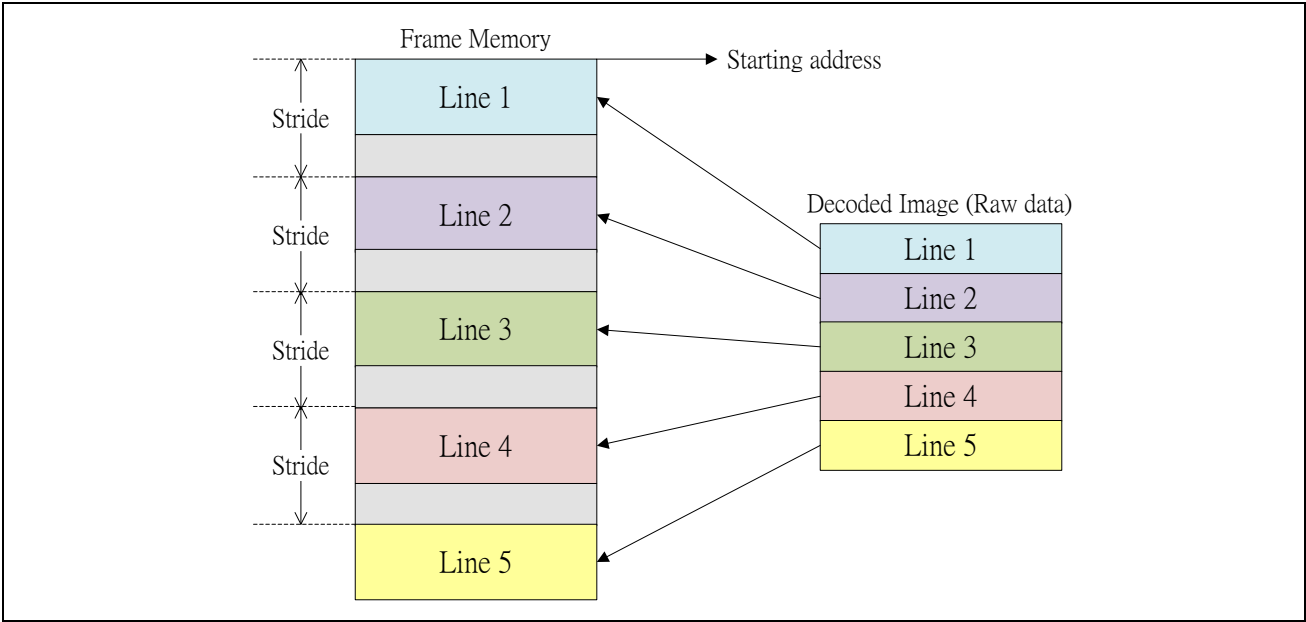 Frame Memory
Starting address
Line 1
Stride
Line 2
Stride
Line 3
Stride
Line 4
Stride
Line 5
Decoded Image (Raw data)
Line 1
Line 2
Line 3
Line 4
Line 5